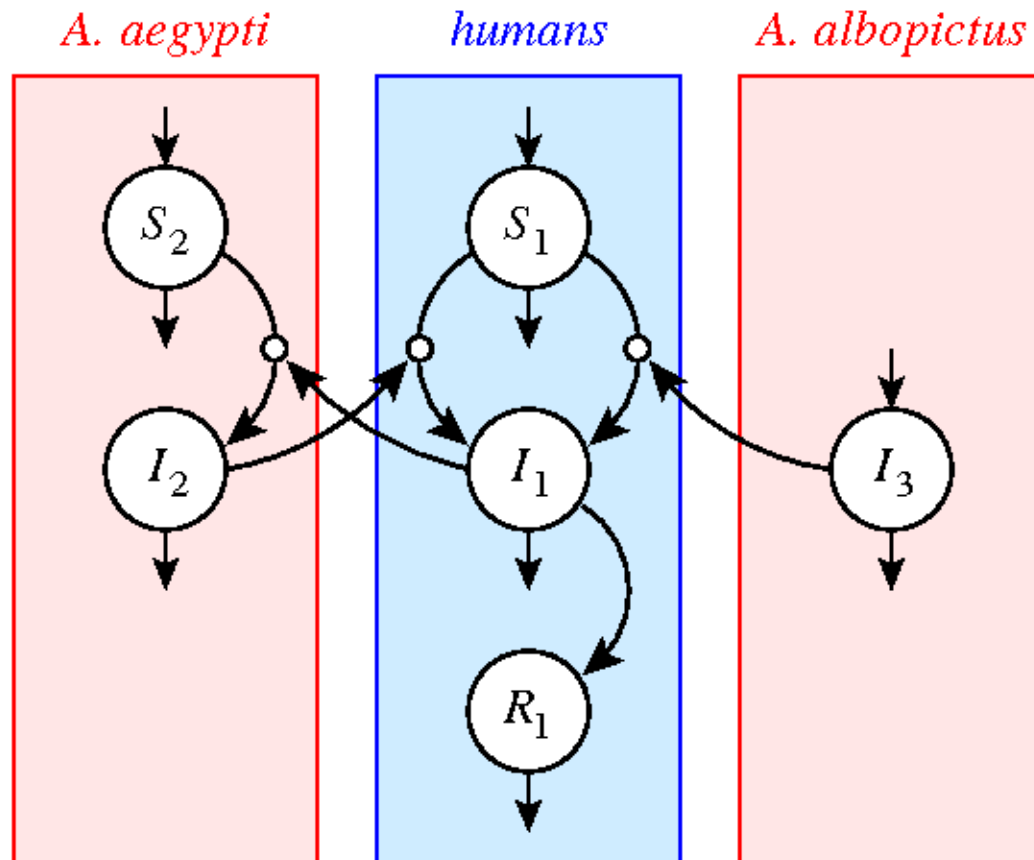 A. aegypti humans A. albopictus
S₂ S₁
I₂ I₁ I₃
R₁